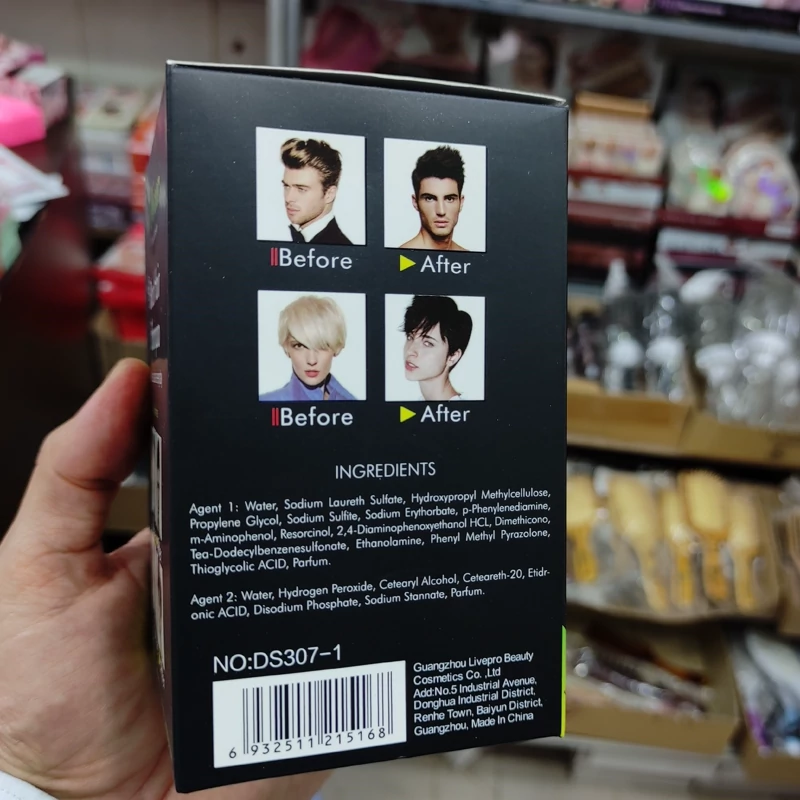 Before
After
Before
After
INGREDIENTS
Agent 1: Water, Sodium Laureth Sulfate, Hydroxypropyl Methylcellulose,
Propylene Glycol, Sodium Sulfite, Sodium Erythorbate, p-Phenylenediamine,
m-Aminophenol, Resorcinol, 2,4-Diaminophenoxyethanol HCL, Dimethicono,
Tea-Dodecylbenzenesulfonate, Ethanolamine, Phenyl Methyl Pyrazolone,
Thioglycolic ACID, Parfum.
Agent 2: Water, Hydrogen Peroxide, Cetearyl Alcohol, Ceteareth-20, Etidr-
onic ACID, Disodium Phosphate, Sodium Stannate, Parfum.
NO:DS307-1
6 932511 215168
Guangzhou Livepro Beauty
Cosmetics Co. ,Ltd
Add:No.5 Industrial Avenue,
Donghua Industrial District,
Renhe Town, Baiyun District,
Guangzhou, Made In China